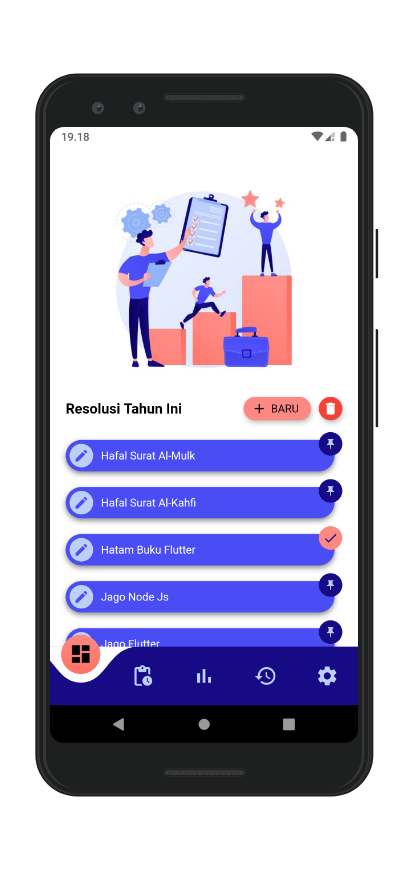 19.18
Resolusi Tahun Ini
+ BARU
Hafal Surat Al-Mulk
Hafal Surat Al-Kahfi
Hatam Buku Flutter
Jago Node Js
Jago Flutter